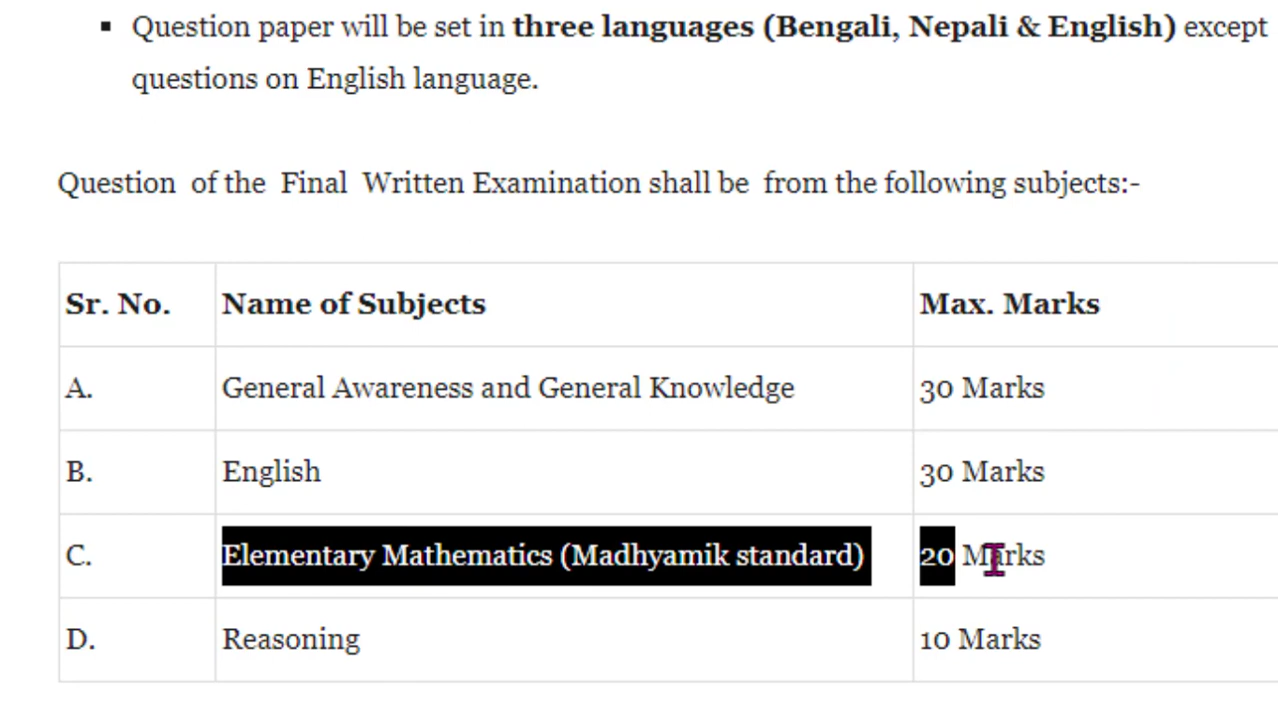 ▪ Question paper will be set in three languages (Bengali, Nepali & English) except
questions on English language.
Question of the Final Written Examination shall be from the following subjects:-
Sr. No. Name of Subjects Max. Marks
A. General Awareness and General Knowledge 30 Marks
B. English 30 Marks
C. Elementary Mathematics (Madhyamik standard) 20 Marks
D. Reasoning 10 Marks